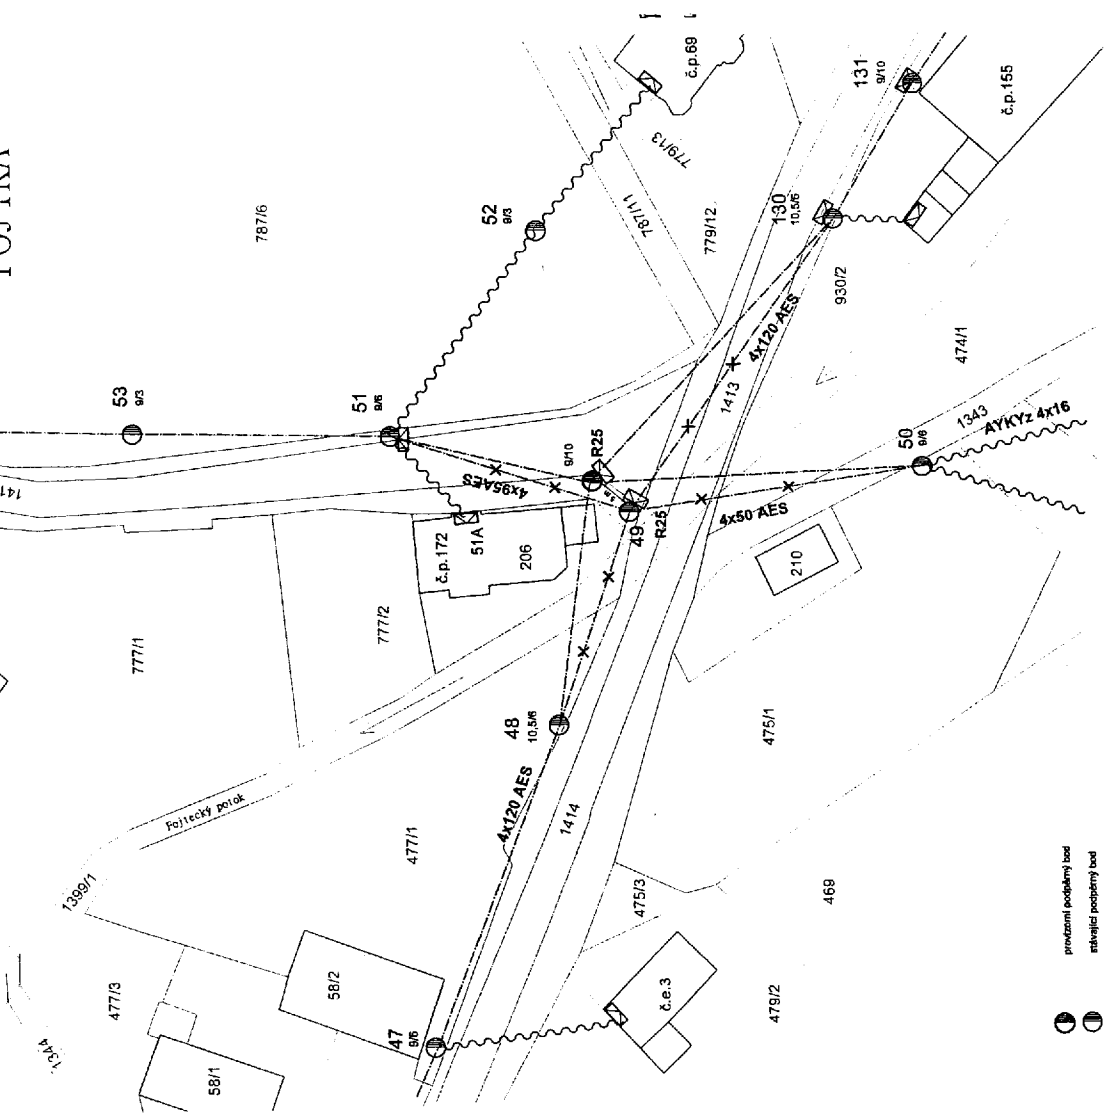 53
9/3
787/6
51
9/6
52
9/3
č.p.69
779/13
787/11
779/12
131
9/10
č.p.155
130
10,5/6
930/2
474/1
4x120 AES
1413
9/10
R25
4x95AES
49
R25
4x50 AES
50
9/6
1343
AYKYz 4x16
č.p.172
51A
206
210
777/1
777/2
48
10,5/6
475/1
4x120 AES
1414
Fojtecký potok
477/1
1399/1
475/3
469
58/2
č.e.3
479/2
477/3
1344
58/1
47
9/6
provizorní podpěrný bod
stávající podpěrný bod